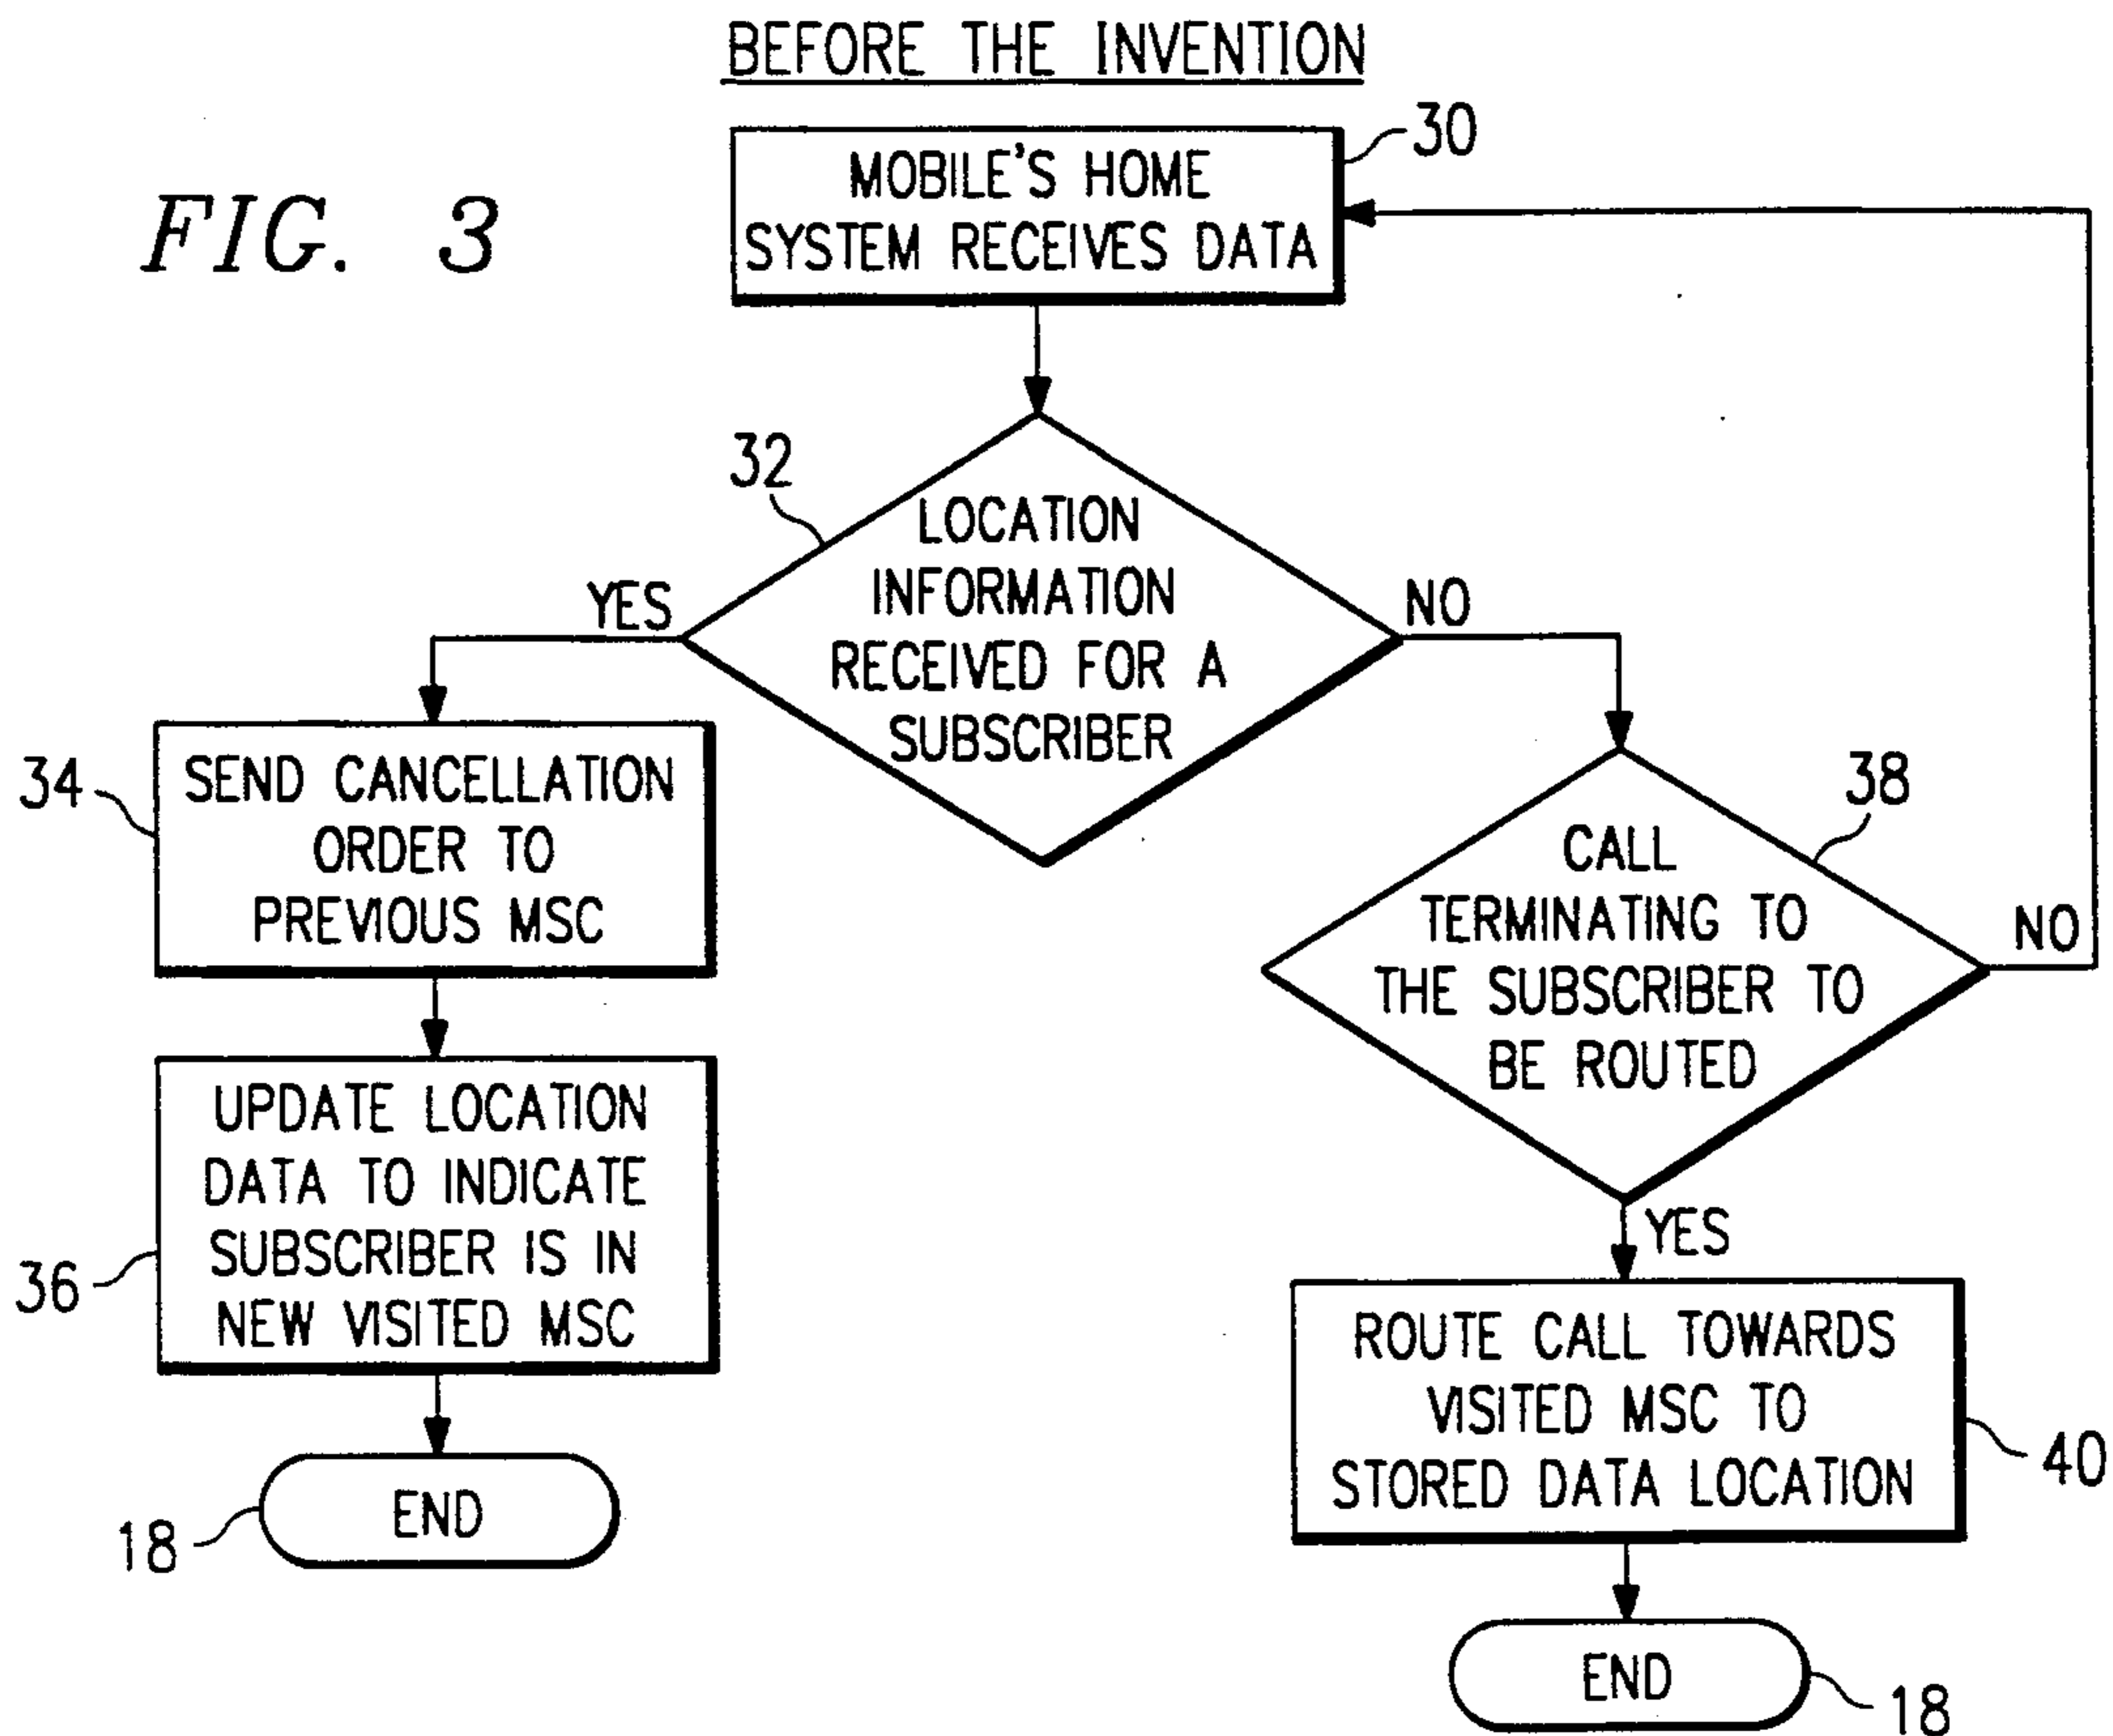 BEFORE THE INVENTION
FIG. 3
30
MOBILE'S HOME
SYSTEM RECEIVES DATA
32
LOCATION
INFORMATION
RECEIVED FOR A
SUBSCRIBER
YES
NO
34
SEND CANCELLATION
ORDER TO
PREVIOUS MSC
38
CALL
TERMINATING TO
THE SUBSCRIBER TO
BE ROUTED
NO
YES
36
UPDATE LOCATION
DATA TO INDICATE
SUBSCRIBER IS IN
NEW VISITED MSC
ROUTE CALL TOWARDS
VISITED MSC TO
STORED DATA LOCATION
40
END
18
END
18